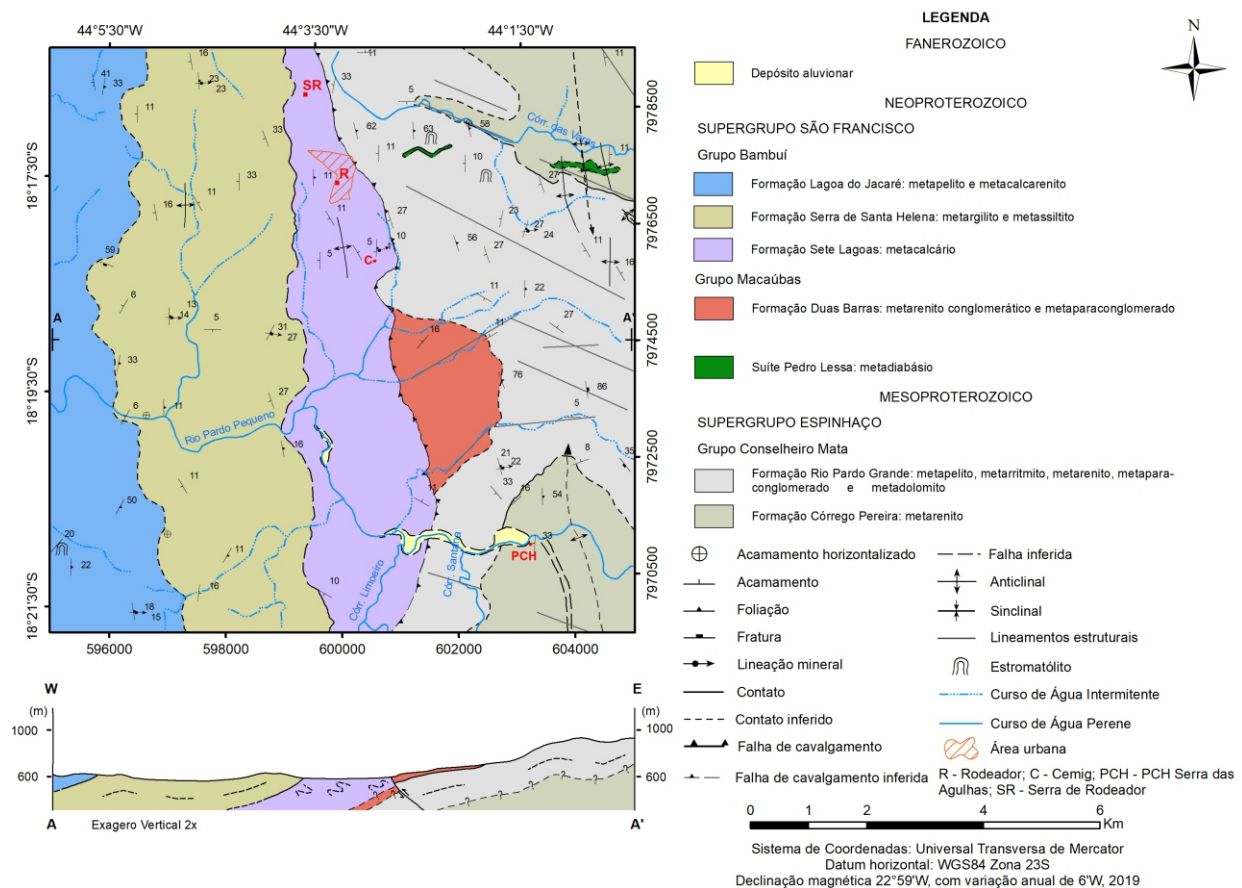 44°5'30"W 44°3'30"W 44°1'30"W
18°17'30"S
18°19'30"S
18°21'30"S
7978500
7976500
7974500
7972500
7970500
596000 598000 600000 602000 604000
SR
R
C
PCH
A
A'
Córr. das Varas
Rio Pardo Pequeno
Córr. Limoeiro
Córr. Santana
W
E
(m)
(m)
1000
1000
600
600
A
A'
Exagero Vertical 2x
LEGENDA
FANEROZOICO
Depósito aluvionar
NEOPROTEROZOICO
SUPERGRUPO SÃO FRANCISCO
Grupo Bambuí
Formação Lagoa do Jacaré: metapelito e metacalcarenito
Formação Serra de Santa Helena: metargilito e metassiltito
Formação Sete Lagoas: metacalcário
Grupo Macaúbas
Formação Duas Barras: metarenito conglomerático e metaparaconglomerado
Suíte Pedro Lessa: metadiabásio
MESOPROTEROZOICO
SUPERGRUPO ESPINHAÇO
Grupo Conselheiro Mata
Formação Rio Pardo Grande: metapelito, metarritmito, metarenito, metapara-
conglomerado e metadolomito
Formação Córrego Pereira: metarenito
Acamamento horizontalizado
Acamamento
Foliação
Fratura
Lineação mineral
Contato
Contato inferido
Falha de cavalgamento
Falha de cavalgamento inferida
Falha inferida
Anticlinal
Sinclinal
Lineamentos estruturais
Estromatólito
Curso de Água Intermitente
Curso de Água Perene
Área urbana
R - Rodeador; C - Cemig; PCH - PCH Serra das
Agulhas; SR - Serra de Rodeador
0 2 4 6
Km
Sistema de Coordenadas: Universal Transversa de Mercator
Datum horizontal: WGS84 Zona 23S
Declinação magnética 22°59'W, com variação anual de 6'W, 2019
N